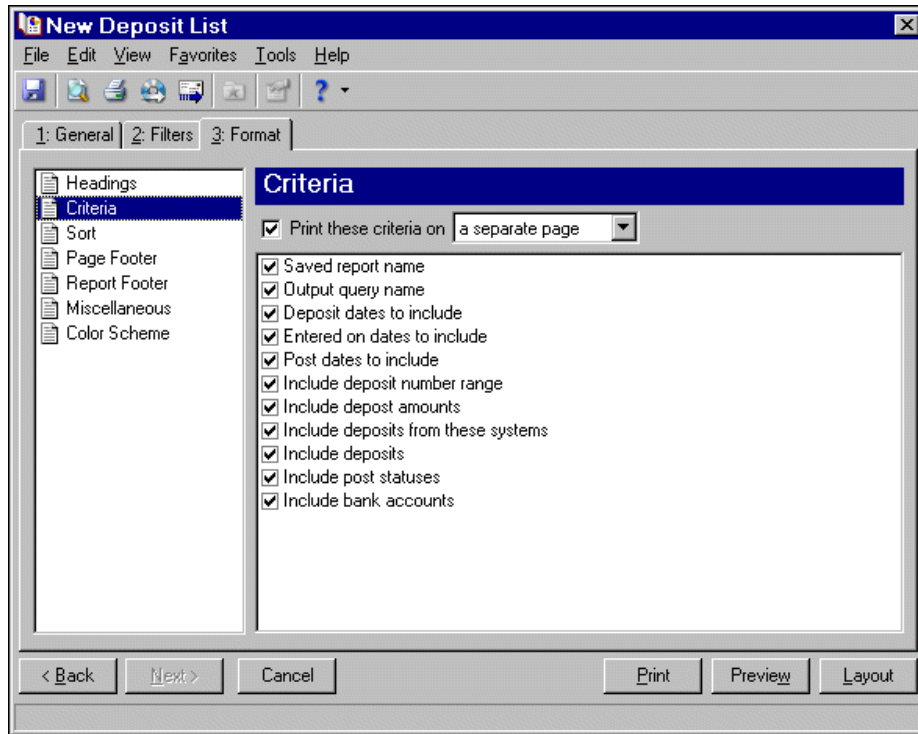 New Deposit List
File Edit View Favorites Tools Help
?
1: General 2: Filters 3: Format
Headings
Criteria
Sort
Page Footer
Report Footer
Miscellaneous
Color Scheme
Criteria
Print these criteria on a separate page
Saved report name
Output query name
Deposit dates to include
Entered on dates to include
Post dates to include
Include deposit number range
Include depost amounts
Include deposits from these systems
Include deposits
Include post statuses
Include bank accounts
< Back Next > Cancel Print Preview Layout